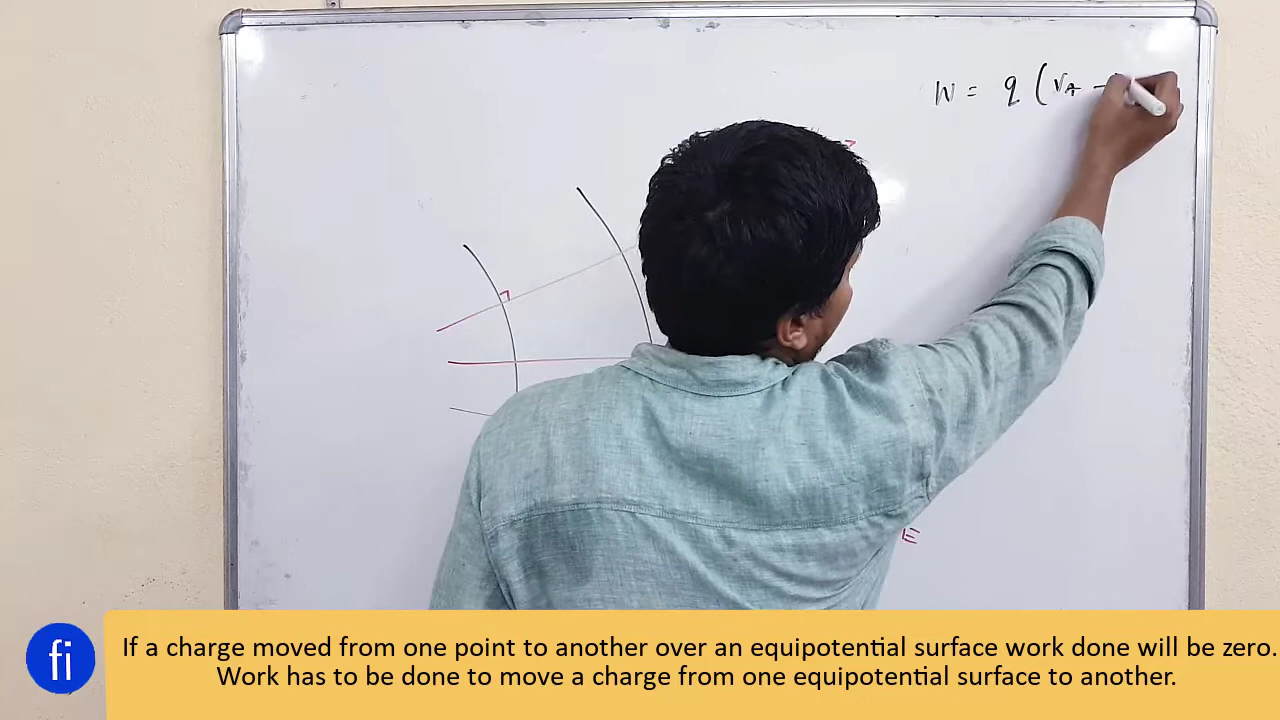 W = q (VA -
E
fi
If a charge moved from one point to another over an equipotential surface work done will be zero.
Work has to be done to move a charge from one equipotential surface to another.